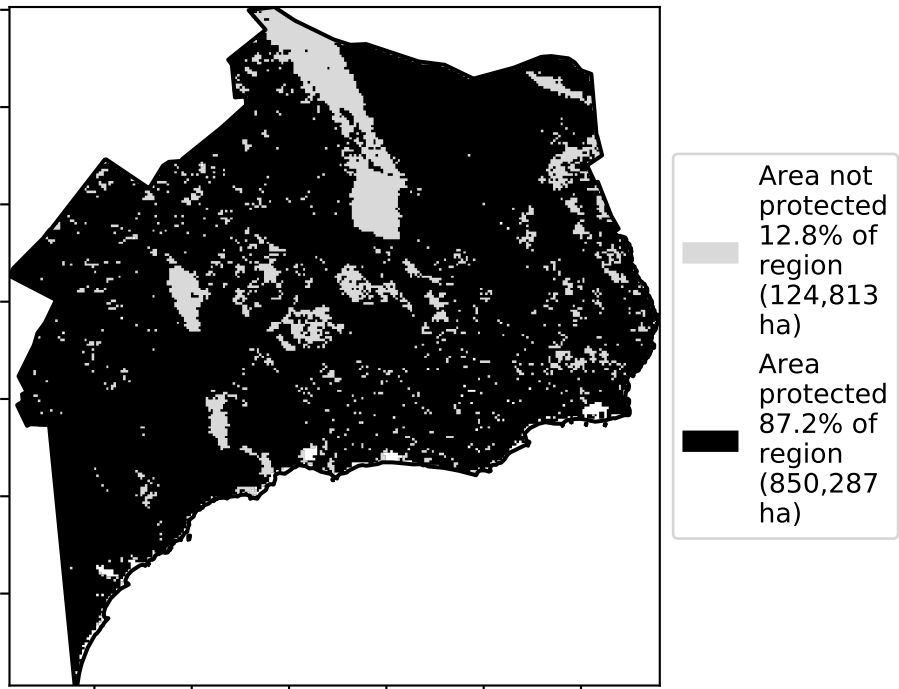 Area not
protected
12.8% of
region
(124,813
ha)
Area
protected
87.2% of
region
(850,287
ha)